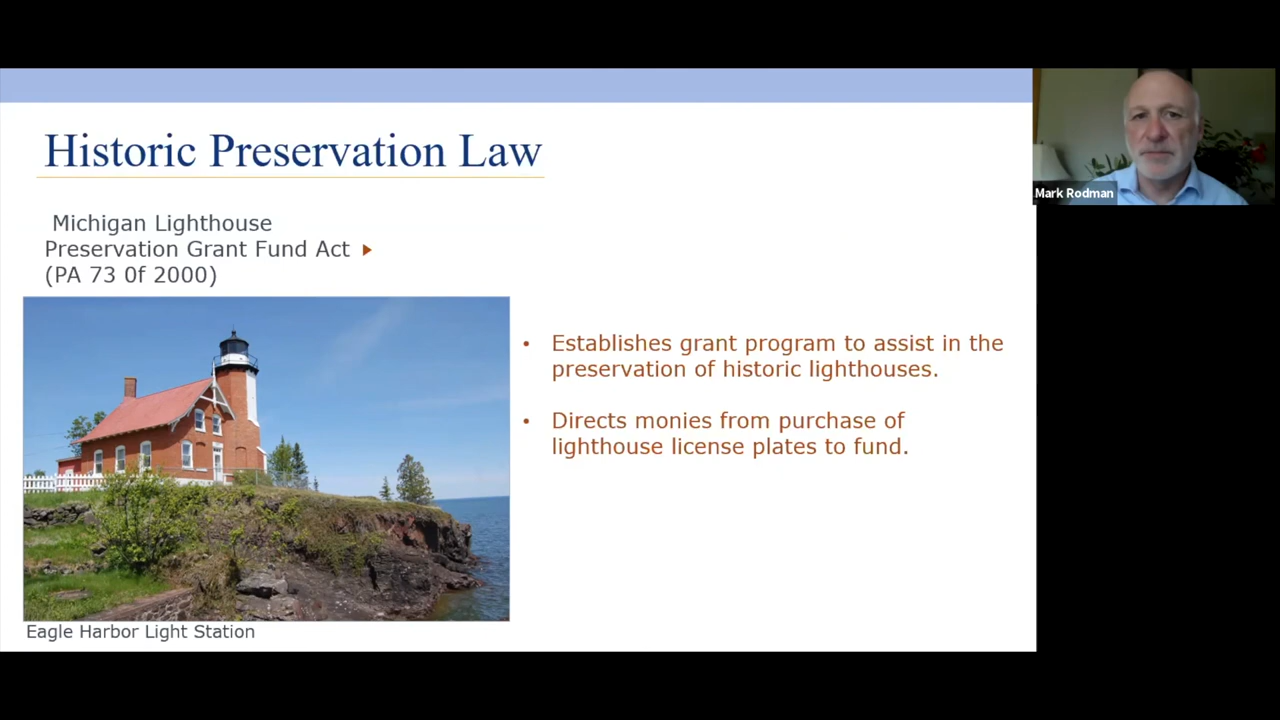 Historic Preservation Law
Mark Rodman
Michigan Lighthouse
Preservation Grant Fund Act
(PA 73 0f 2000)
• Establishes grant program to assist in the
preservation of historic lighthouses.
• Directs monies from purchase of
lighthouse license plates to fund.
Eagle Harbor Light Station